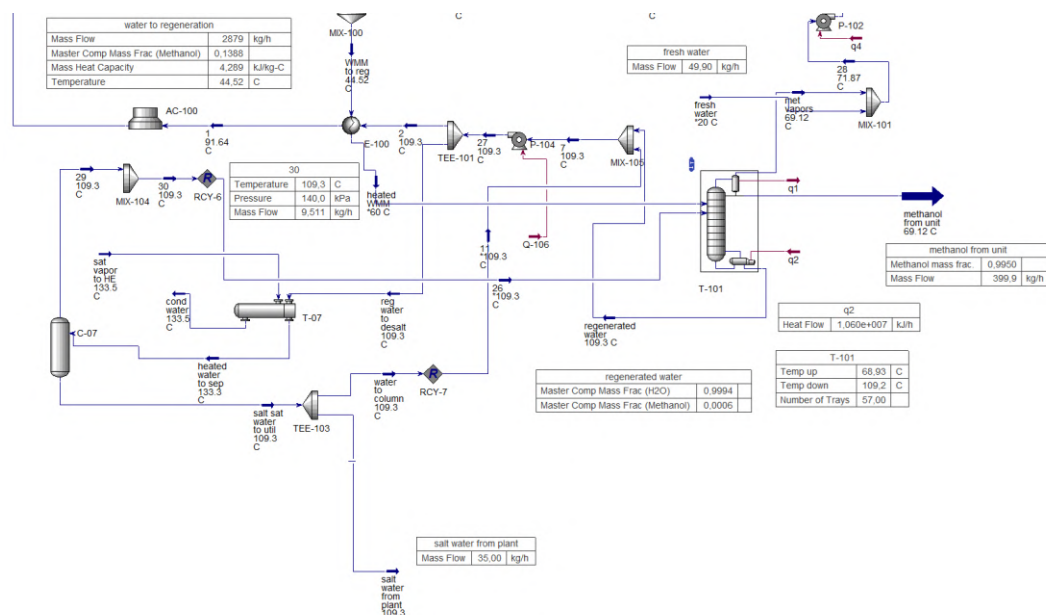 water to regeneration
Mass Flow 2879 kg/h
Master Comp Mass Frac (Methanol) 0,1388
Mass Heat Capacity 4,289 kJ/kg-C
Temperature 44,52 C
C
MIX-100
WMM
to reg
44.52
C
C
fresh water
Mass Flow 49,90 kg/h
P-102
q4
28
71.87
C
fresh
water
*20 C
met
vapors
69.12
C
MIX-101
AC-100
1
91.64
C
E-100
2
109.3
C
TEE-101
27
109.3
C
P-104
7
109.3
C
MIX-105
29
109.3
C
MIX-104
30
109.3
C
RCY-6
30
Temperature 109,3 C
Pressure 140,0 kPa
Mass Flow 9,511 kg/h
heated
WMM
*60 C
Q-106
11
*109.3
C
26
*109.3
C
q1
q2
T-101
methanol
from unit
69.12 C
methanol from unit
Methanol mass frac. 0,9950
Mass Flow 399,9 kg/h
sat
vapor
to HE
133.5
C
cond
water
133.5
C
T-07
reg
water
to desalt
109.3
C
regenerated
water
109.3 C
C-07
heated
water
to sep
133.3
C
q2
Heat Flow 1,060e+007 kJ/h
T-101
Temp up 68,93 C
Temp down 109,2 C
Number of Trays 57,00
regenerated water
Master Comp Mass Frac (H2O) 0,9994
Master Comp Mass Frac (Methanol) 0,0006
salt sat
water
to util
109.3
C
TEE-103
water
to
column
109.3
C
RCY-7
salt water from plant
Mass Flow 35,00 kg/h
salt
water
from
plant
109.3